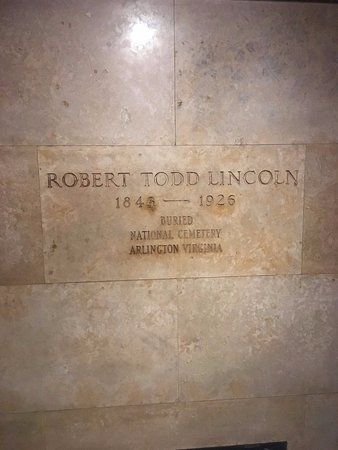 ROBERT TODD LINCOLN
1843 — 1926
BURIED
NATIONAL CEMETERY
ARLINGTON VIRGINIA